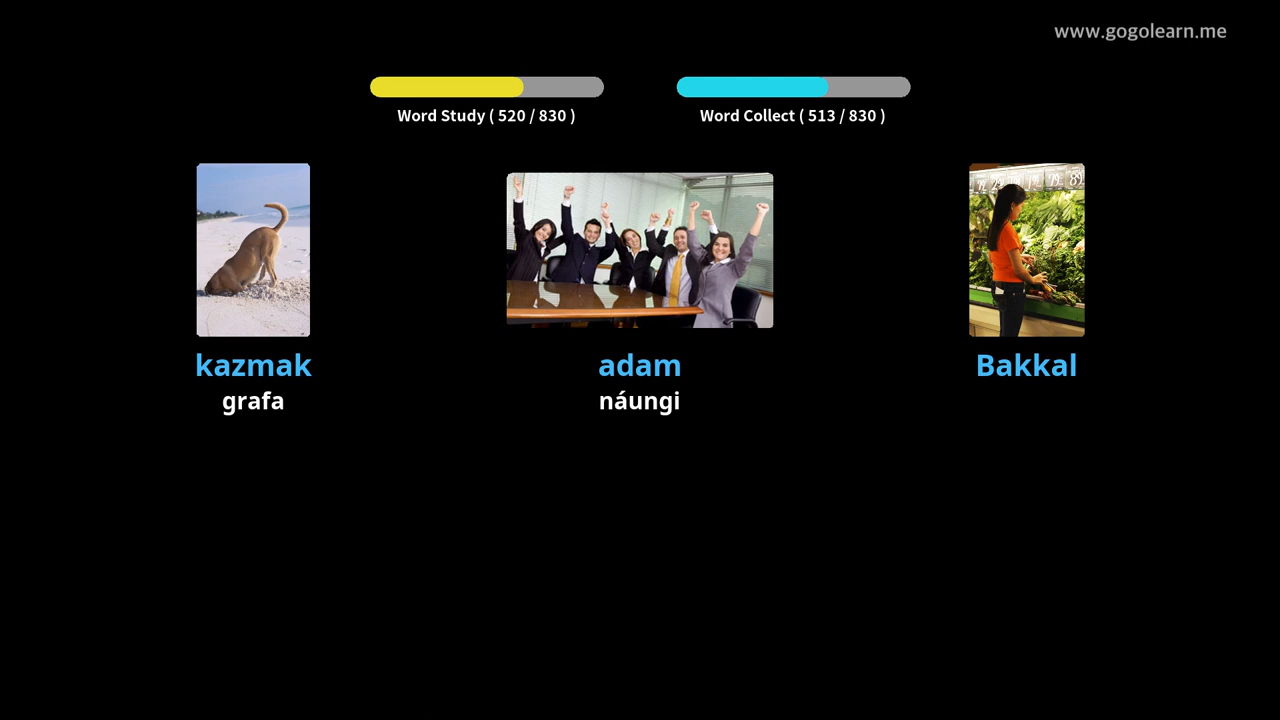 www.gogolearn.me
Word Study ( 520 / 830 )
Word Collect ( 513 / 830 )
kazmak
adam
Bakkal
grafa
náungi